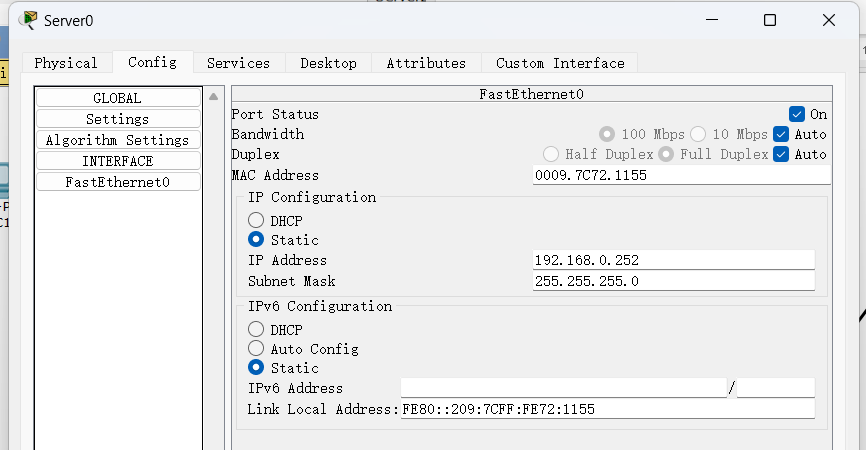 Server0
Physical Config Services Desktop Attributes Custom Interface
GLOBAL
Settings
Algorithm Settings
INTERFACE
FastEthernet0
FastEthernet0
Port Status On
Bandwidth 100 Mbps 10 Mbps Auto
Duplex Half Duplex Full Duplex Auto
MAC Address 0009.7C72.1155
IP Configuration
DHCP
Static
IP Address 192.168.0.252
Subnet Mask 255.255.255.0
IPv6 Configuration
DHCP
Auto Config
Static
IPv6 Address /
Link Local Address: FE80::209:7CFF:FE72:1155